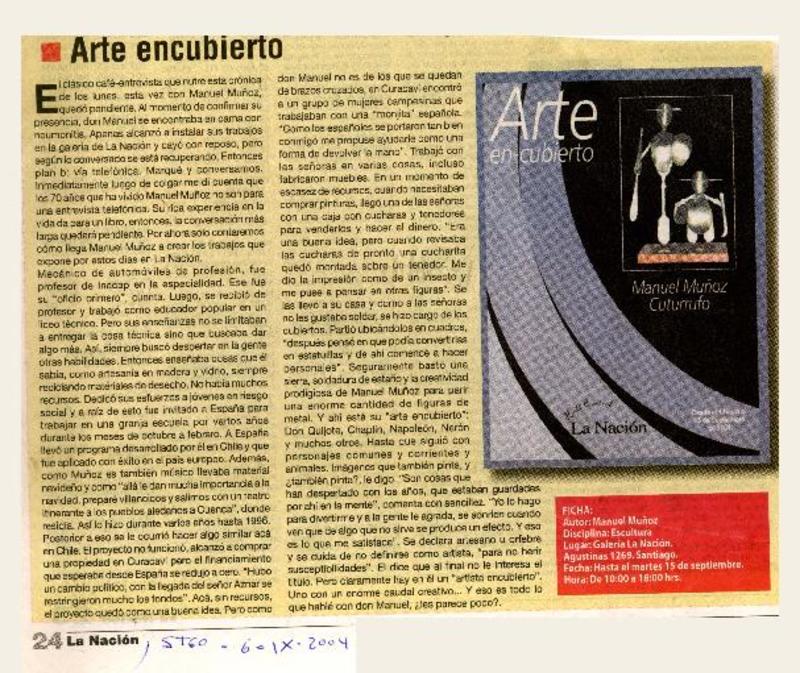 Arte encubierto
El clásico café-entrevista que nutre esta crónica
de los lunes, esta vez con Manuel Muñoz,
quedó pendiente. Al momento de confirmar su
presencia, don Manuel se encontraba en cama con
neumonitis. Apenas alcanzó a instalar sus trabajos
en la galería de La Nación y cayó con reposo, pero
según lo conversado se está recuperando. Entonces
plan b: vía telefónica. Marqué y conversamos.
Inmediatamente luego de colgar me di cuenta que
los 70 años que ha vivido Manuel Muñoz no son para
una entrevista telefónica. Su rica experiencia en la
vida da para un libro, entonces, la conversación más
larga quedará pendiente. Por ahora solo contaremos
cómo llega Manuel Muñoz a crear los trabajos que
expone por estos días en La Nación.
Mecánico de automóviles de profesión, fue
profesor de Inacap en la especialidad. Ese fue
su "oficio primero", cuenta. Luego, se recibió de
profesor y trabajó como educador popular en un
liceo técnico. Pero sus enseñanzas no se limitaban
a entregar la cosa técnica sino que buscaba dar
algo más. Así, siempre buscó despertar en la gente
otras habilidades. Entonces enseñaba cosas que él
sabía, como artesanía en madera y vidrio, siempre
reciclando materiales de desecho. No había muchos
recursos. Dedicó sus esfuerzos a jóvenes en riesgo
social y a raíz de esto fue invitado a España para
trabajar en una granja escuela por varios años
durante los meses de octubre a febrero. A España
llevó un programa desarrollado por él en Chile y que
fue aplicado con éxito en el país europeo. Además,
como Muñoz es también músico llevaba material
navideño y como "allá le dan mucha importancia a la
navidad, preparé villancicos y salimos con un teatro
itinerante a los pueblos aledaños a Cuenca", donde
residía. Así lo hizo durante varios años hasta 1996.
Posterior a eso se le ocurrió hacer algo similar acá
en Chile. El proyecto no funcionó, alcanzó a comprar
una propiedad en Curacaví pero el financiamiento
que esperaba desde España se redujo a cero. "Hubo
un cambio político, con la llegada del señor Aznar se
restringieron mucho los fondos". Acá, sin recursos,
el proyecto quedó como una buena idea. Pero como
don Manuel no es de los que se quedan
de brazos cruzados, en Curacaví encontró
a un grupo de mujeres campesinas que
trabajaban con una "monjita" española.
"Como los españoles se portaron tan bien
conmigo me propuse ayudarle como una
forma de devolver la mano". Trabajó con
las señoras en varias cosas, incluso
fabricaron muebles. En un momento de
escasez de recursos, cuando necesitaban
comprar pinturas, llegó una de las señoras
con una caja con cucharas y tenedores
para venderlos y hacer el dinero. "Era
una buena idea, pero cuando revisaba
las cucharas de pronto una cucharita
quedó montada sobre un tenedor. Me
dio la impresión como de un insecto y
me puse a pensar en otras figuras". Se
las llevó a su casa y como a las señoras
no les gustaba soldar, se hizo cargo de los
cubiertos. Partió ubicándolos en cuadros,
"después pensó en que podía convertirlas
en estatuillas y de ahí comencé a hacer
personajes". Seguramente bastó una
sierra, soldadura de estaño y la creatividad
prodigiosa de Manuel Muñoz para parir
una enorme cantidad de figuras de
metal. Y ahí está su "arte encubierto":
Don Quijote, Chaplin, Napoleón, Nerón
y muchos otros. Hasta que siguió con
personajes comunes y corrientes y
animales. Imágenes que también pinta, y
¿también pinta?, le digo. "Son cosas que
han despertado con los años, que estaban guardadas
por ahí en la mente", comenta con sencillez. "Yo lo hago
para divertirme y a la gente le agrada, se sonríen cuando
ven que de algo que no sirve se produce un efecto. Y eso
es lo que me satisface". Se declara artesano u orfebre
y se cuida de no definirse como artista, "para no herir
susceptibilidades". El dice que al final no le interesa el
título. Pero claramente hay en él un "artista encubierto".
Uno con un enorme caudal creativo... Y eso es todo lo
que hablé con don Manuel, ¿les parece poco?.
Arte
encubierto
Manuel Muñoz
Cuturrufo
La Nación
FICHA:
Autor: Manuel Muñoz
Disciplina: Escultura
Lugar: Galería La Nación.
Agustinas 1269. Santiago.
Fecha: Hasta el martes 15 de septiembre.
Hora: De 10:00 a 18:00 hrs.
24 La Nación, STGO - 6-IX-2004